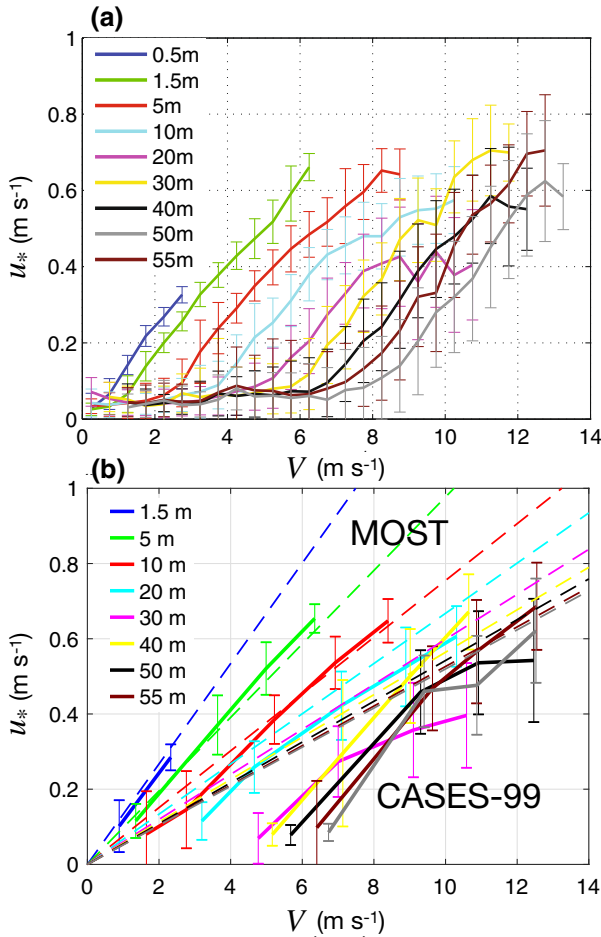 (a)
1
0.8
0.6
0.4
0.2
0
u* (m s-1)
0.5m
1.5m
5m
10m
20m
30m
40m
50m
55m
0 2 4 6 8 10 12 14
V (m s-1)
(b)
1
0.8
0.6
0.4
0.2
0
u* (m s-1)
1.5 m
5 m
10 m
20 m
30 m
40 m
50 m
55 m
MOST
CASES-99
0 2 4 6 8 10 12 14
V (m s-1)